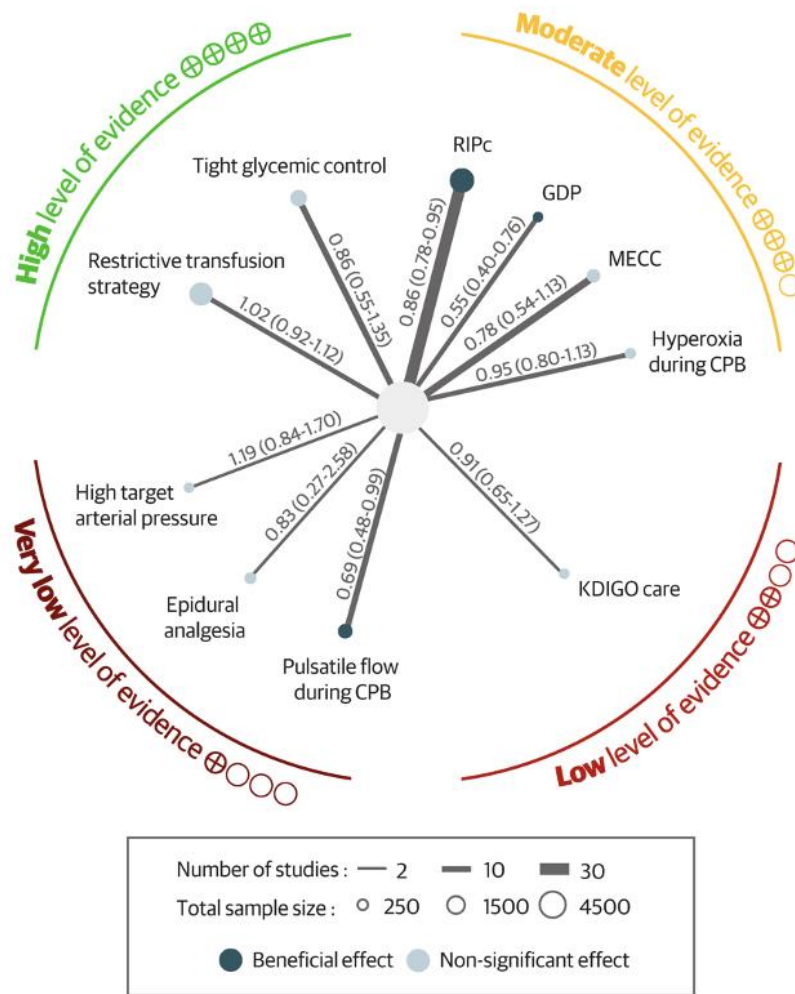 High level of evidence ⊕⊕⊕⊕
Moderate level of evidence ⊕⊕⊕○
RIPc
Tight glycemic control
GDP
MECC
Restrictive transfusion
strategy
Hyperoxia
during CPB
0.86 (0.55-1.35)
0.86 (0.78-0.95)
0.55 (0.40-0.76)
0.78 (0.54-1.13)
1.02 (0.92-1.12)
0.95 (0.80-1.13)
1.19 (0.84-1.70)
0.83 (0.27-2.58)
0.69 (0.48-0.99)
0.91 (0.65-1.27)
High target
arterial pressure
Epidural
analgesia
Pulsatile flow
during CPB
KDIGO care
Very low level of evidence ⊕○○○
Low level of evidence ⊕⊕○○
Number of studies : 2 10 30
Total sample size : 250 1500 4500
Beneficial effect Non-significant effect